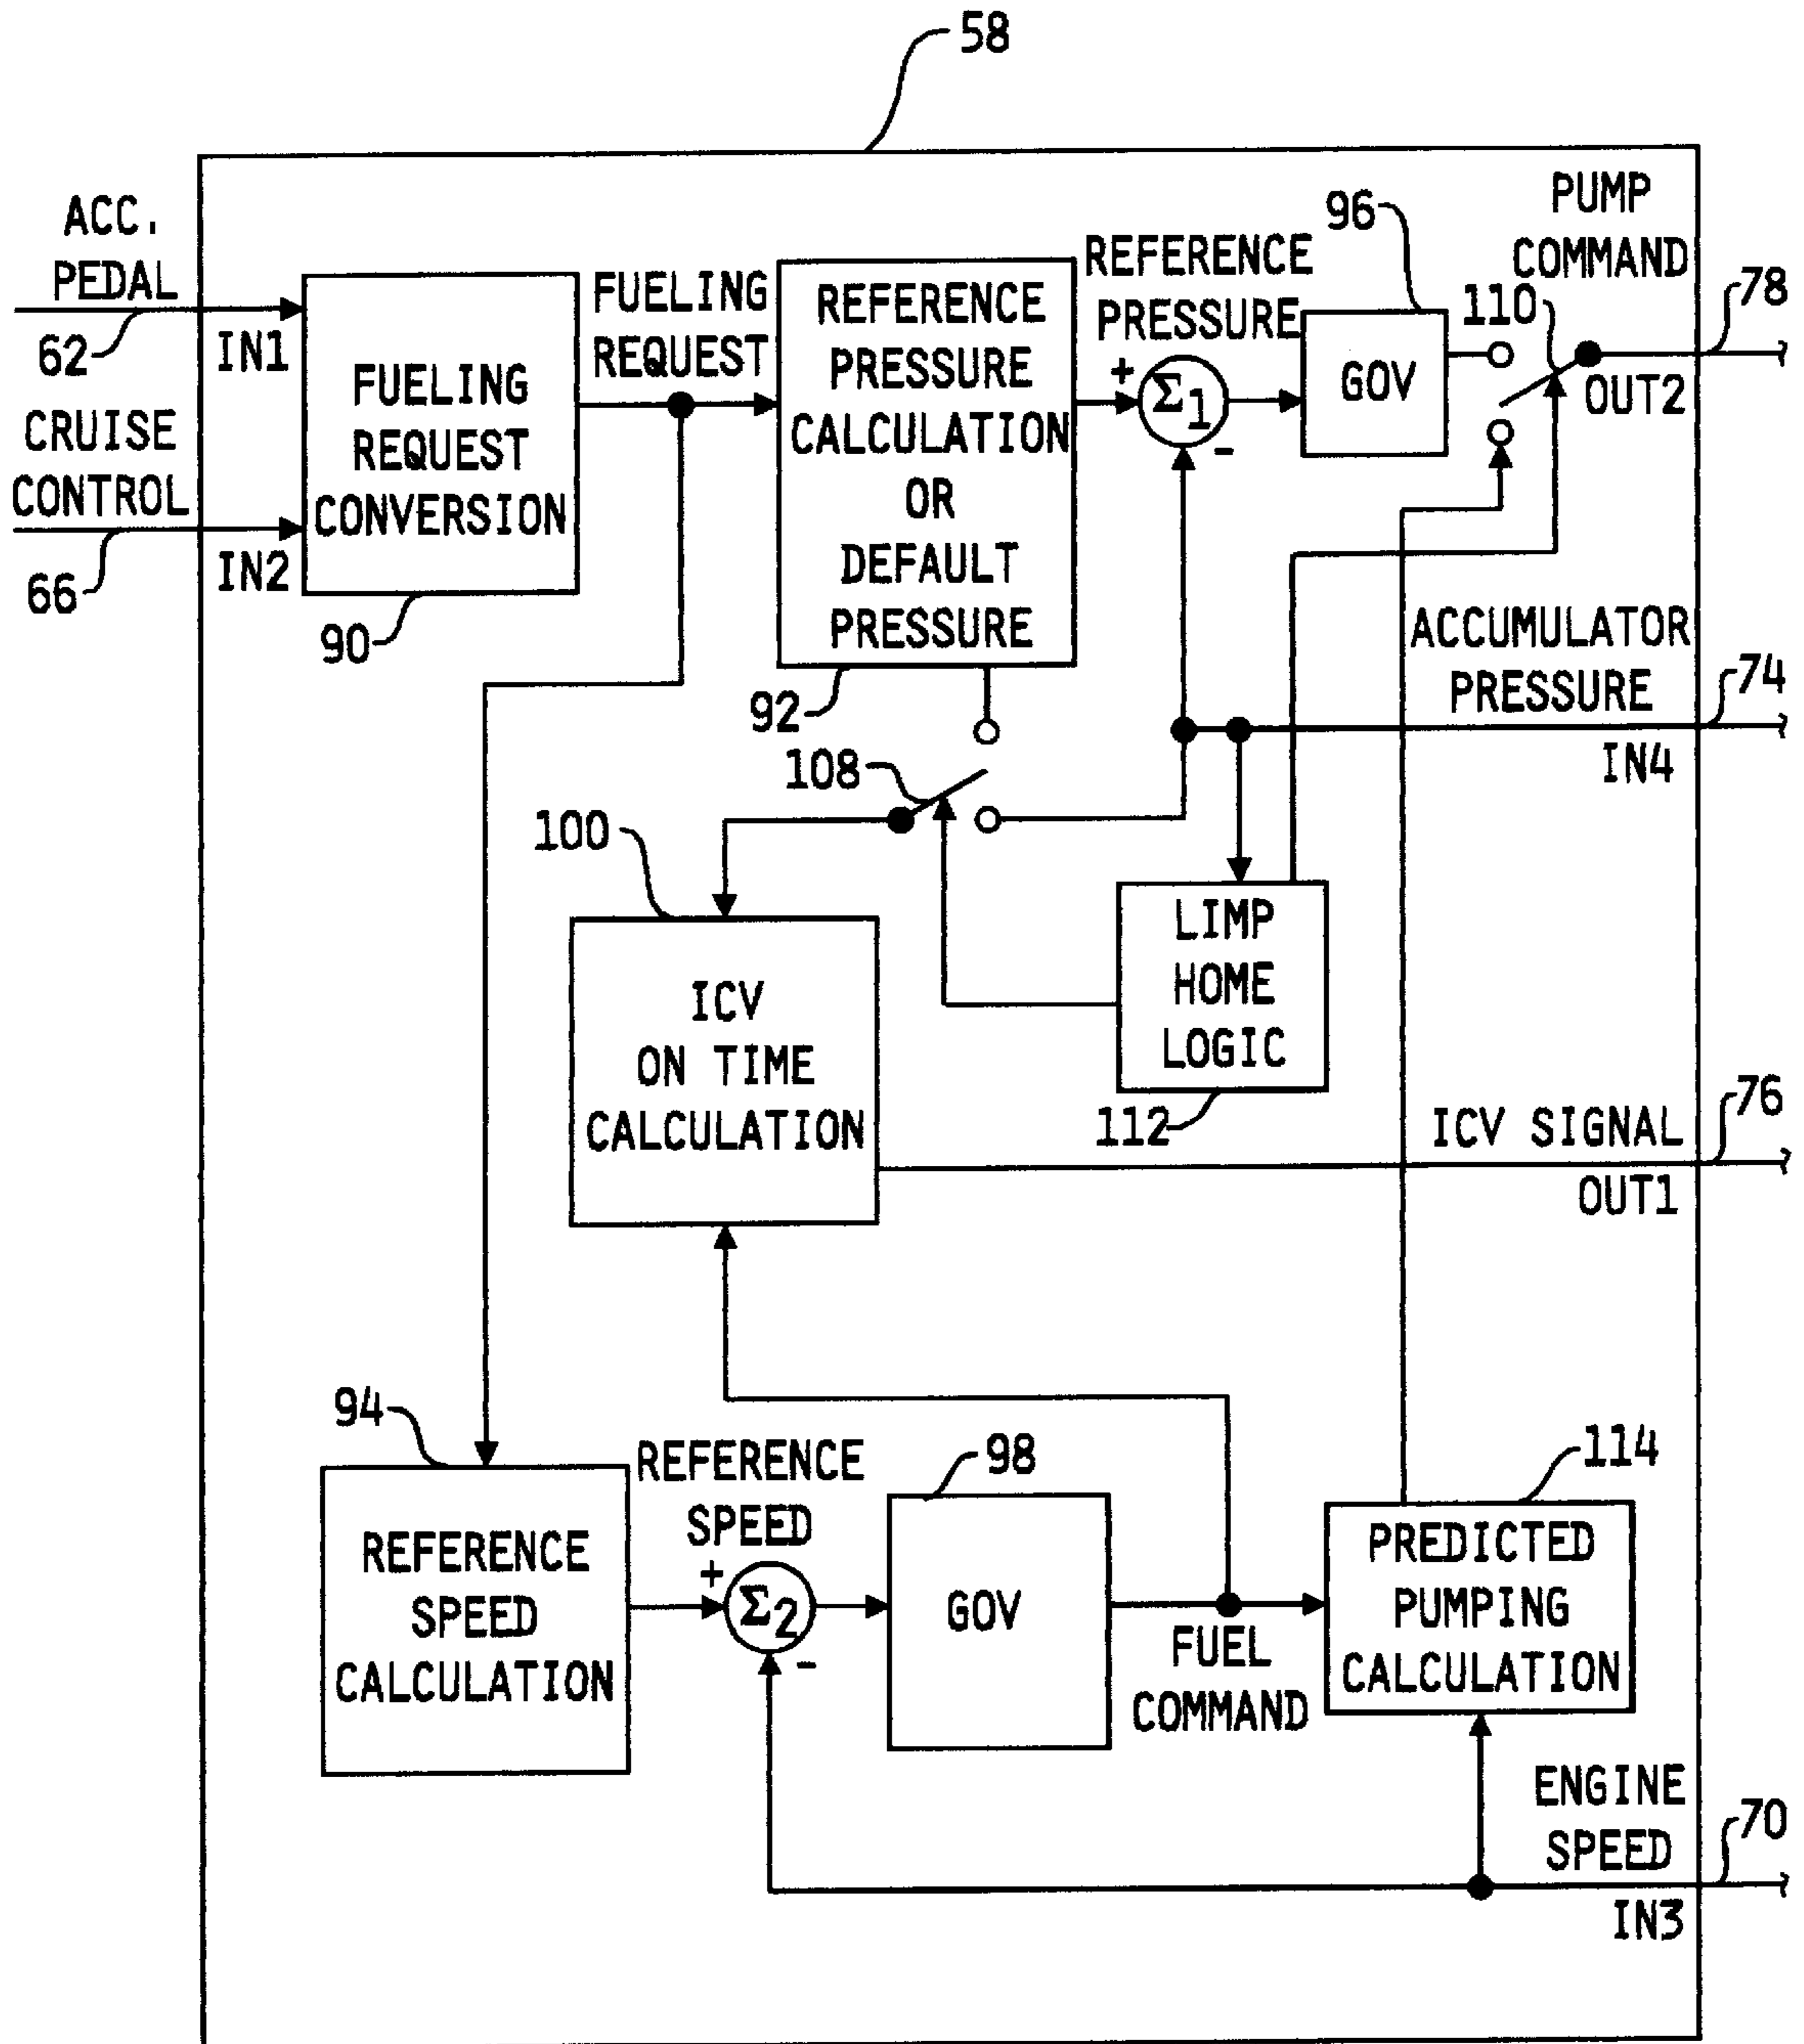 58
ACC.
PEDAL
62
IN1
CRUISE
CONTROL
66
IN2
FUELING
REQUEST
CONVERSION
90
FUELING
REQUEST
REFERENCE
PRESSURE
CALCULATION
OR
DEFAULT
PRESSURE
92
REFERENCE
PRESSURE
+
Σ1
-
96
GOV
110
PUMP
COMMAND
78
OUT2
ACCUMULATOR
PRESSURE
74
IN4
108
100
ICV
ON TIME
CALCULATION
LIMP
HOME
LOGIC
112
ICV SIGNAL
76
OUT1
94
REFERENCE
SPEED
CALCULATION
REFERENCE
SPEED
+
Σ2
-
98
GOV
FUEL
COMMAND
114
PREDICTED
PUMPING
CALCULATION
ENGINE
SPEED
70
IN3